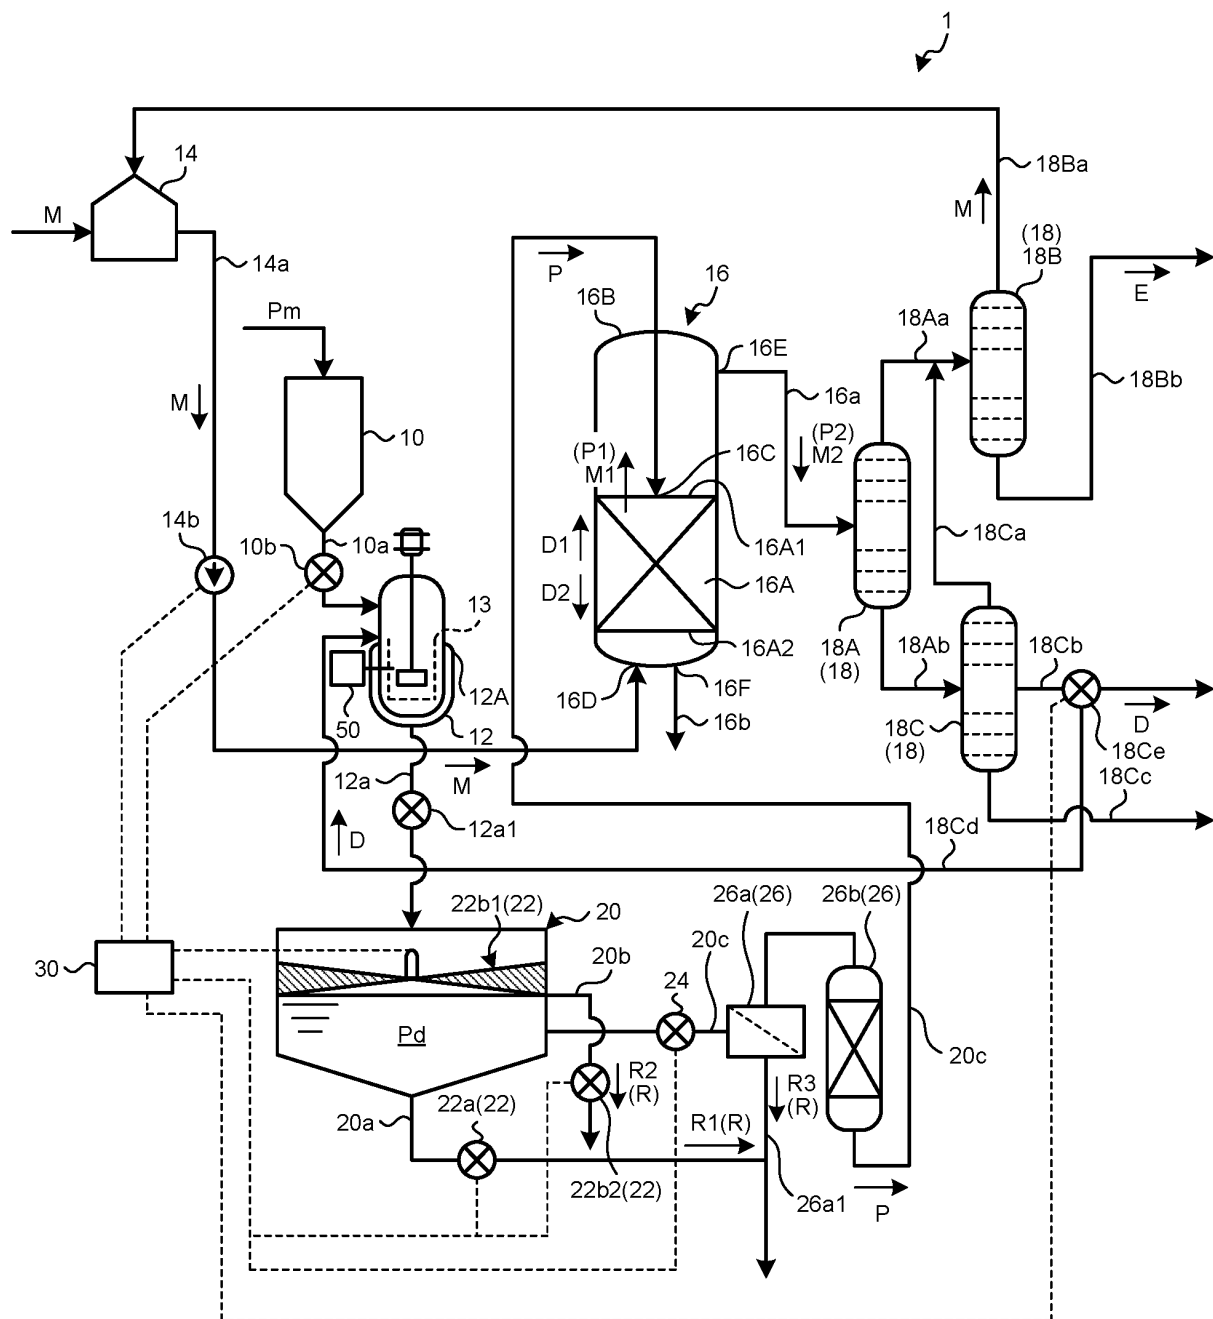 1
14
M
14a
18Ba
M
(18)
18B
E
P
16B
16
Pm
16E
18Aa
16a
18Bb
M
10
(P1)
M1
16C
(P2)
M2
14b
10b
10a
D1
16A1
18Ca
D2
16A
13
16A2
18A
(18)
18Ab
18Cb
12A
16D
16F
50
12
16b
18C
(18)
D
18Ce
12a
M
18Cc
12a1
D
18Cd
22b1(22)
20
26a(26)
26b(26)
20b
20c
30
24
Pd
20c
R2
(R)
R3
(R)
22a(22)
20a
R1(R)
22b2(22)
26a1
P